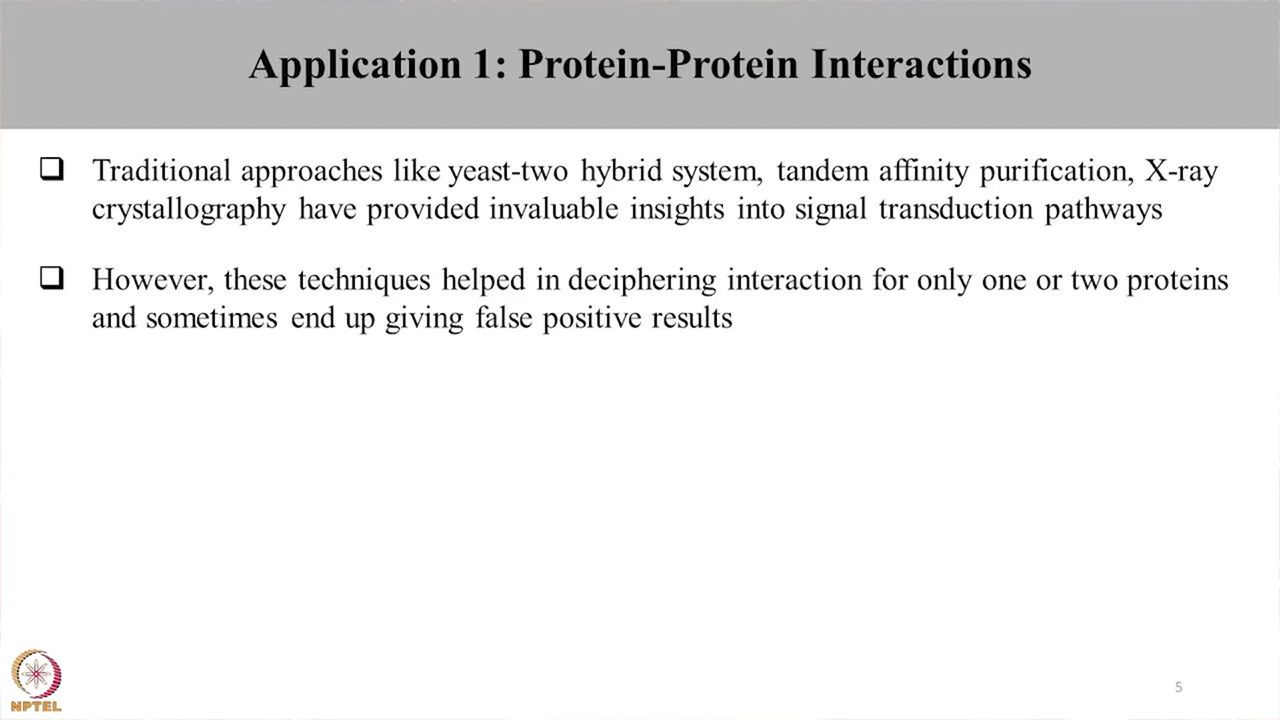 Application 1: Protein-Protein Interactions
Traditional approaches like yeast-two hybrid system, tandem affinity purification, X-ray
crystallography have provided invaluable insights into signal transduction pathways
However, these techniques helped in deciphering interaction for only one or two proteins
and sometimes end up giving false positive results
NPTEL
5